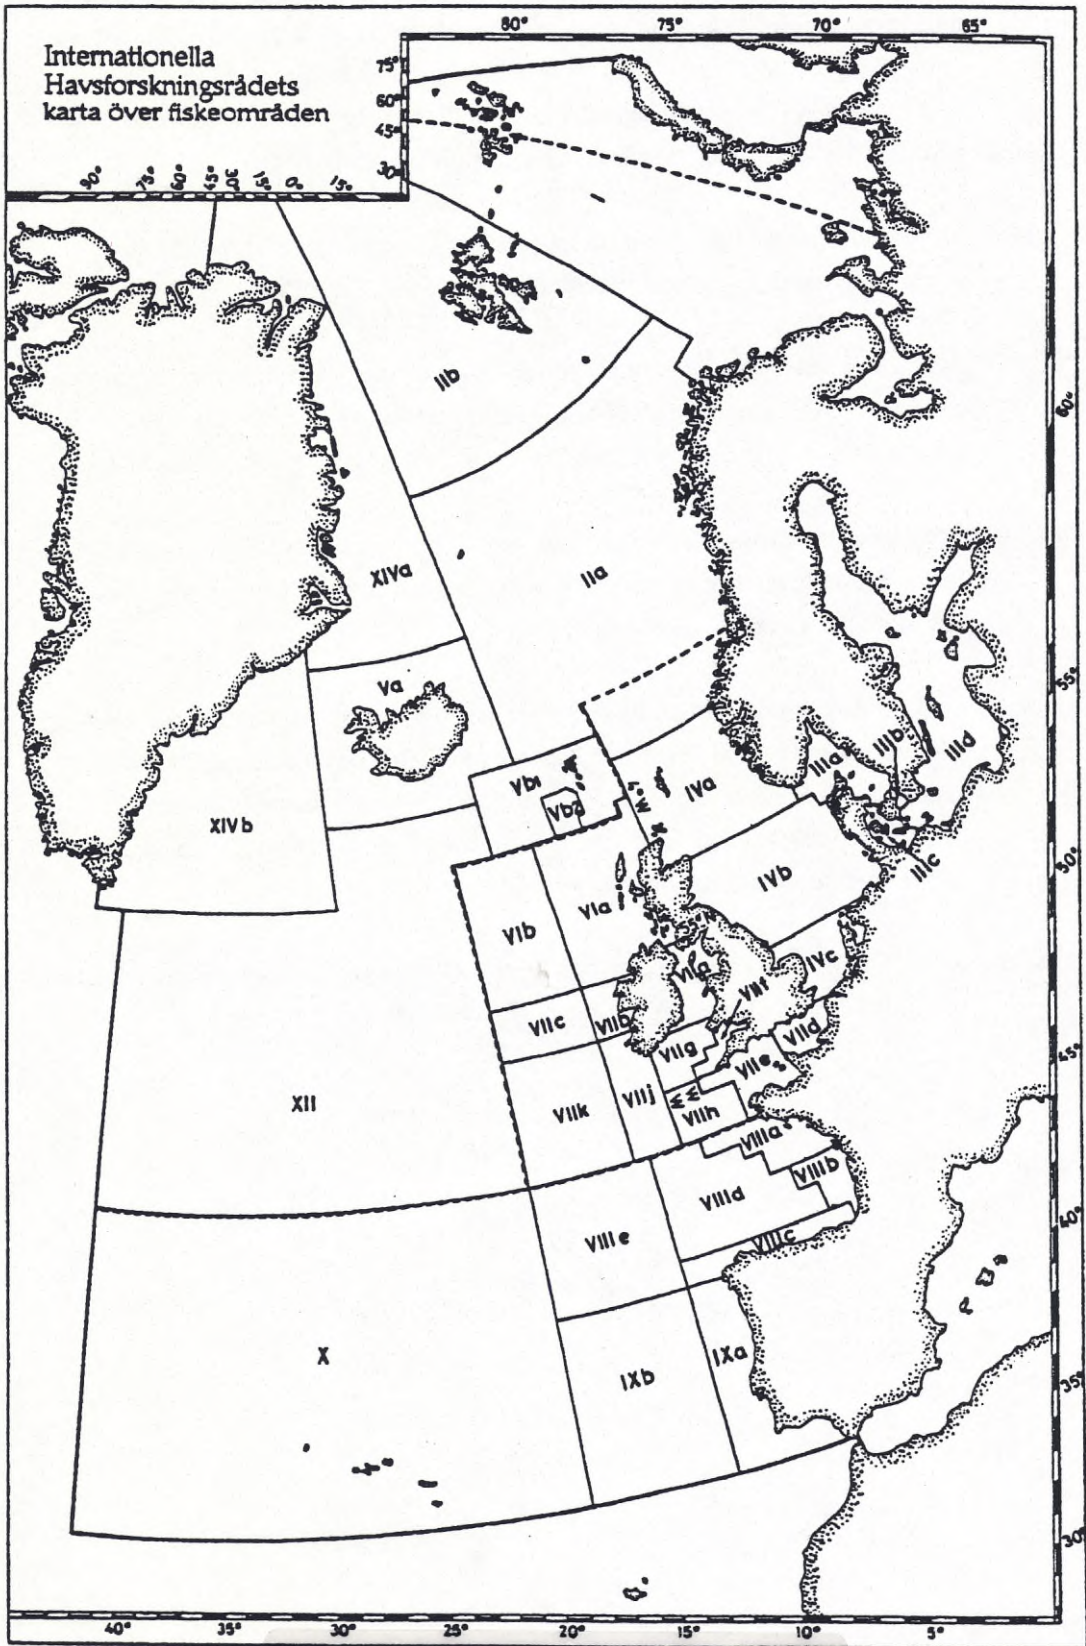 Internationella
Havsforskningsrådets
karta över fiskeområden
80° 75° 70° 65°
75°
60°
45°
30°
90° 75° 60° 45° 30° 15° 0° 15°
60°
55°
50°
45°
40°
35°
30°
IIb
IIa
XIVa
Va
XIVb
Vb1
Vb2
IVa
IIIa
IIIb
IIId
IIIc
IVb
VIb
VIa
VIIa
IVc
VIIf
VIIc
VIIb
VIIg
VIId
VIIe
XII
VIIk
VIIj
VIIh
VIIIa
VIIIb
VIIId
VIIIe
VIIIc
X
IXb
IXa
40° 35° 30° 25° 20° 15° 10° 5°